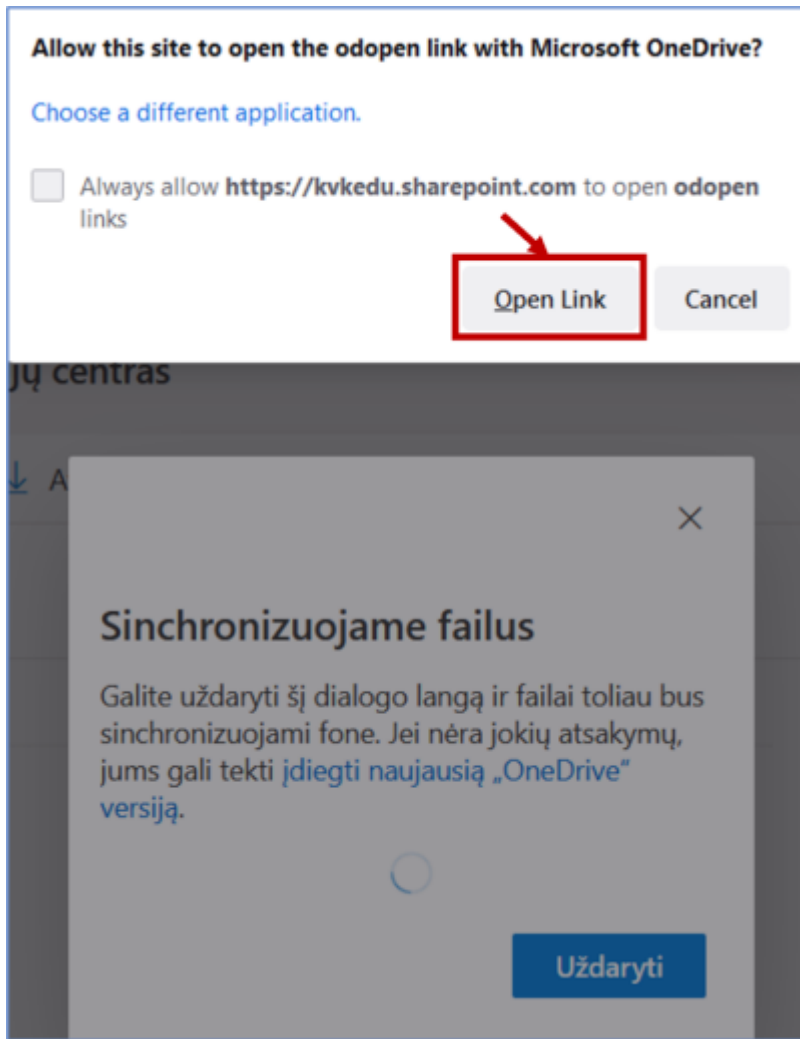 Allow this site to open the odopen link with Microsoft OneDrive?
Choose a different application.
Always allow https://kvkedu.sharepoint.com to open odopen
links
Open Link
Cancel
jų centras
A
Sinchronizuojame failus
Galite uždaryti šį dialogo langą ir failai toliau bus
sinchronizuojami fone. Jei nėra jokių atsakymų,
jums gali tekti įdiegti naujausią „OneDrive“
versiją.
Uždaryti